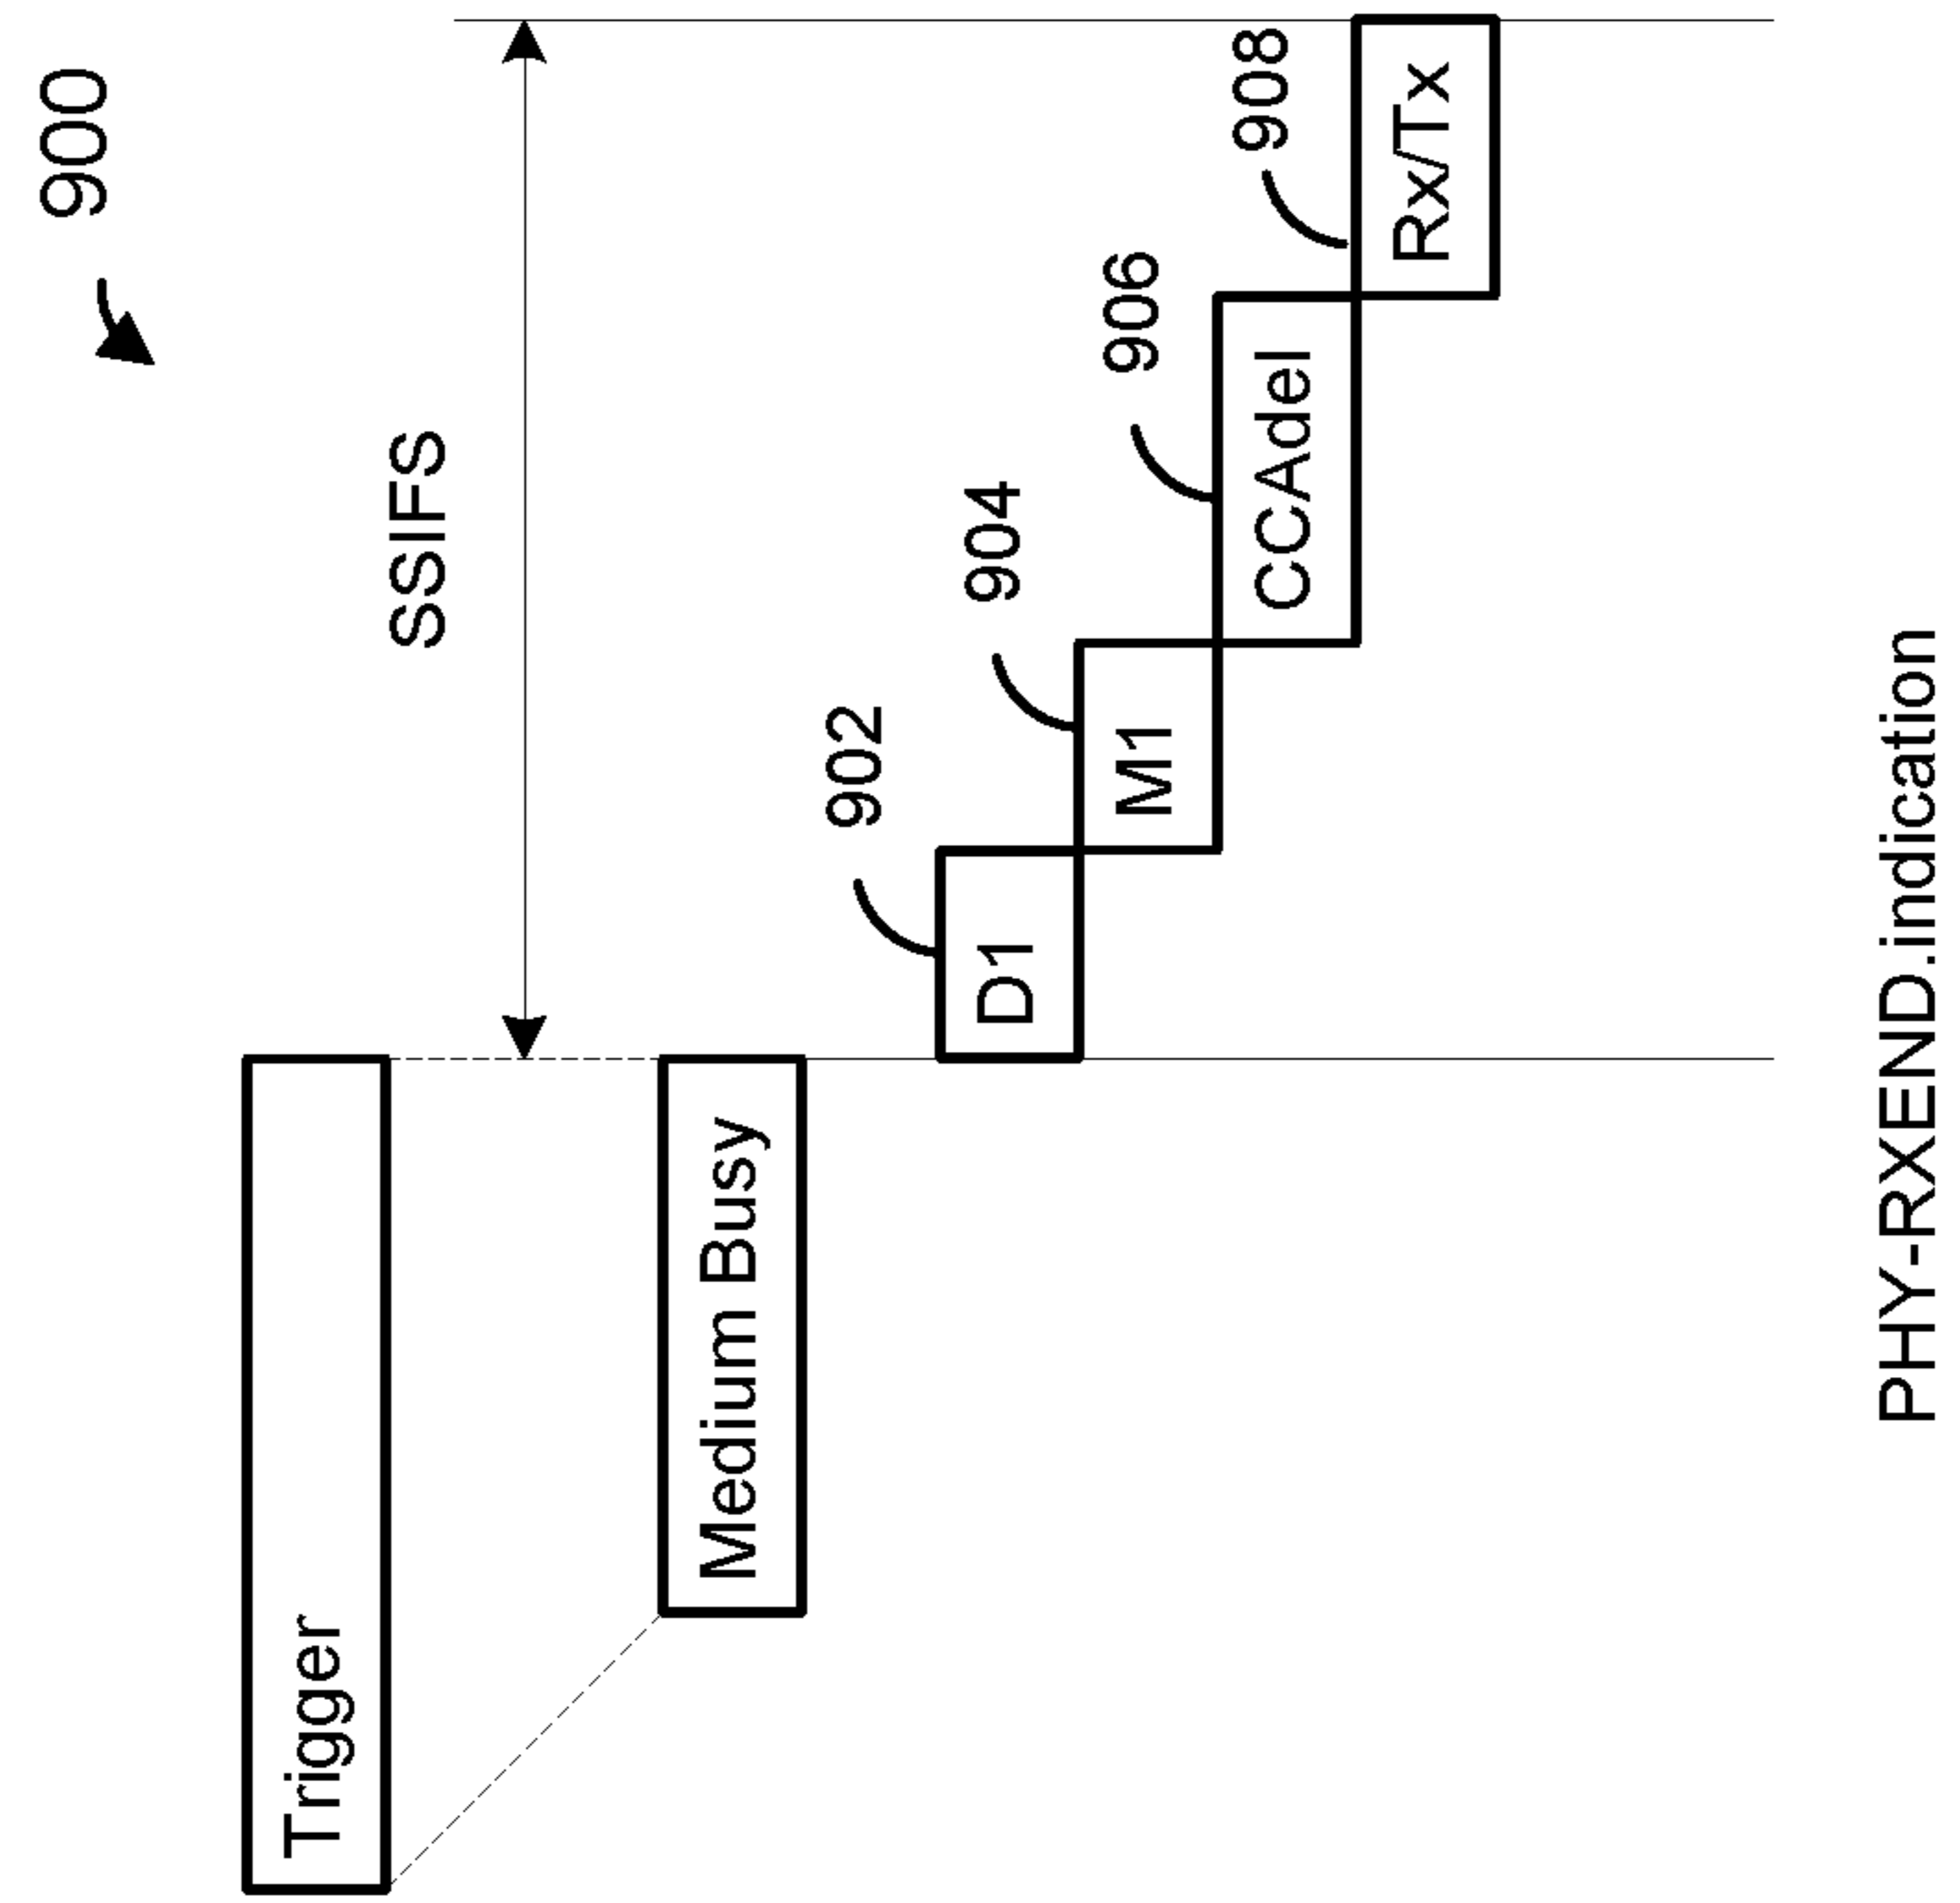 900
SSIFS
Trigger
Medium Busy
902
D1
904
M1
906
CCAdel
908
Rx/Tx
PHY-RXEND.indication